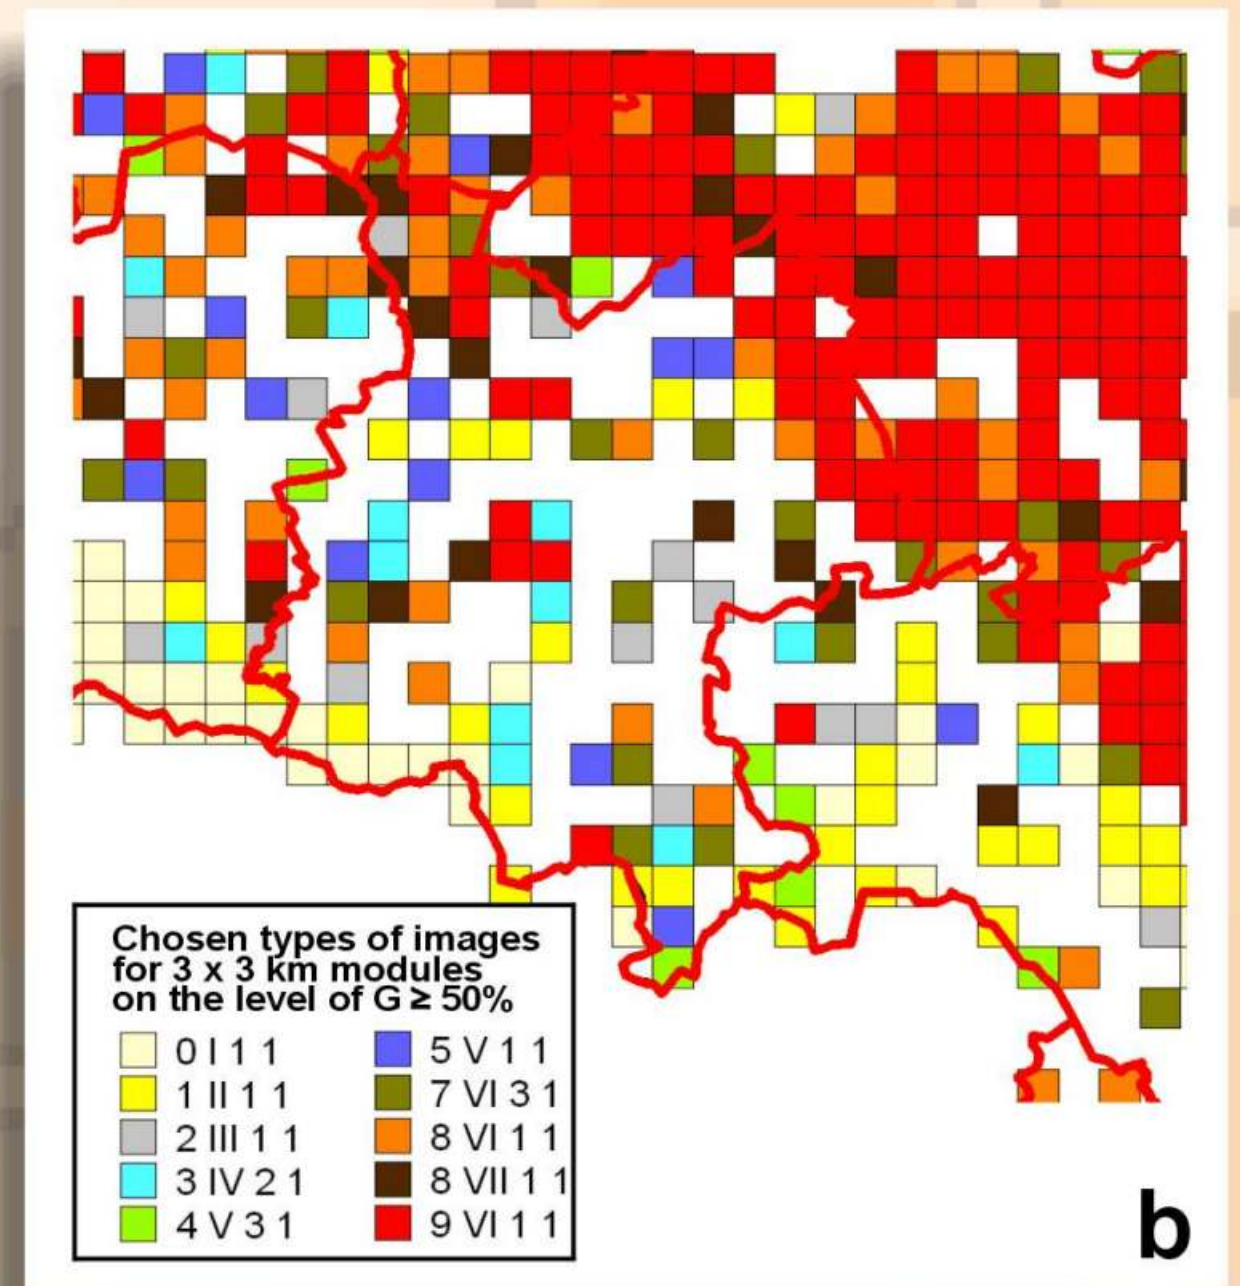 Chosen types of images
for 3 x 3 km modules
on the level of G ≥ 50%
0 I 1 1
1 II 1 1
2 III 1 1
3 IV 2 1
4 V 3 1
5 V 1 1
7 VI 3 1
8 VI 1 1
8 VII 1 1
9 VI 1 1
b